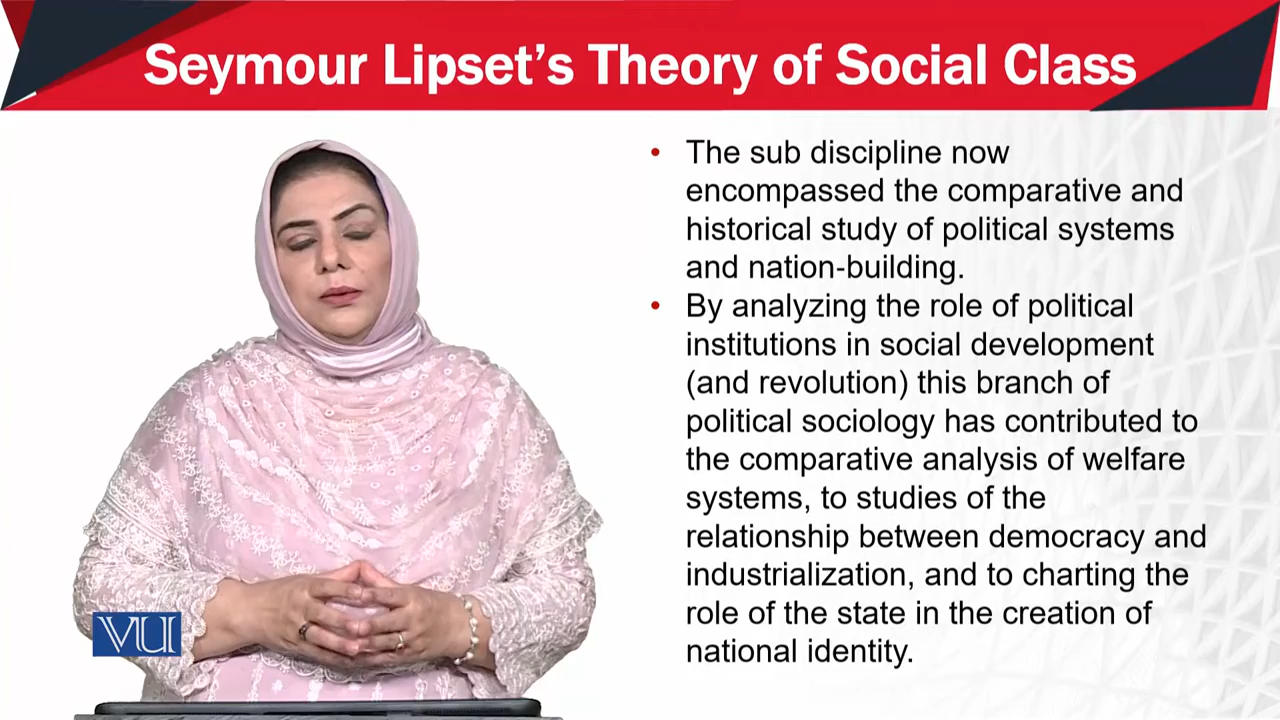 Seymour Lipset’s Theory of Social Class
• The sub discipline now
encompassed the comparative and
historical study of political systems
and nation-building.
• By analyzing the role of political
institutions in social development
(and revolution) this branch of
political sociology has contributed to
the comparative analysis of welfare
systems, to studies of the
relationship between democracy and
industrialization, and to charting the
role of the state in the creation of
national identity.
VU